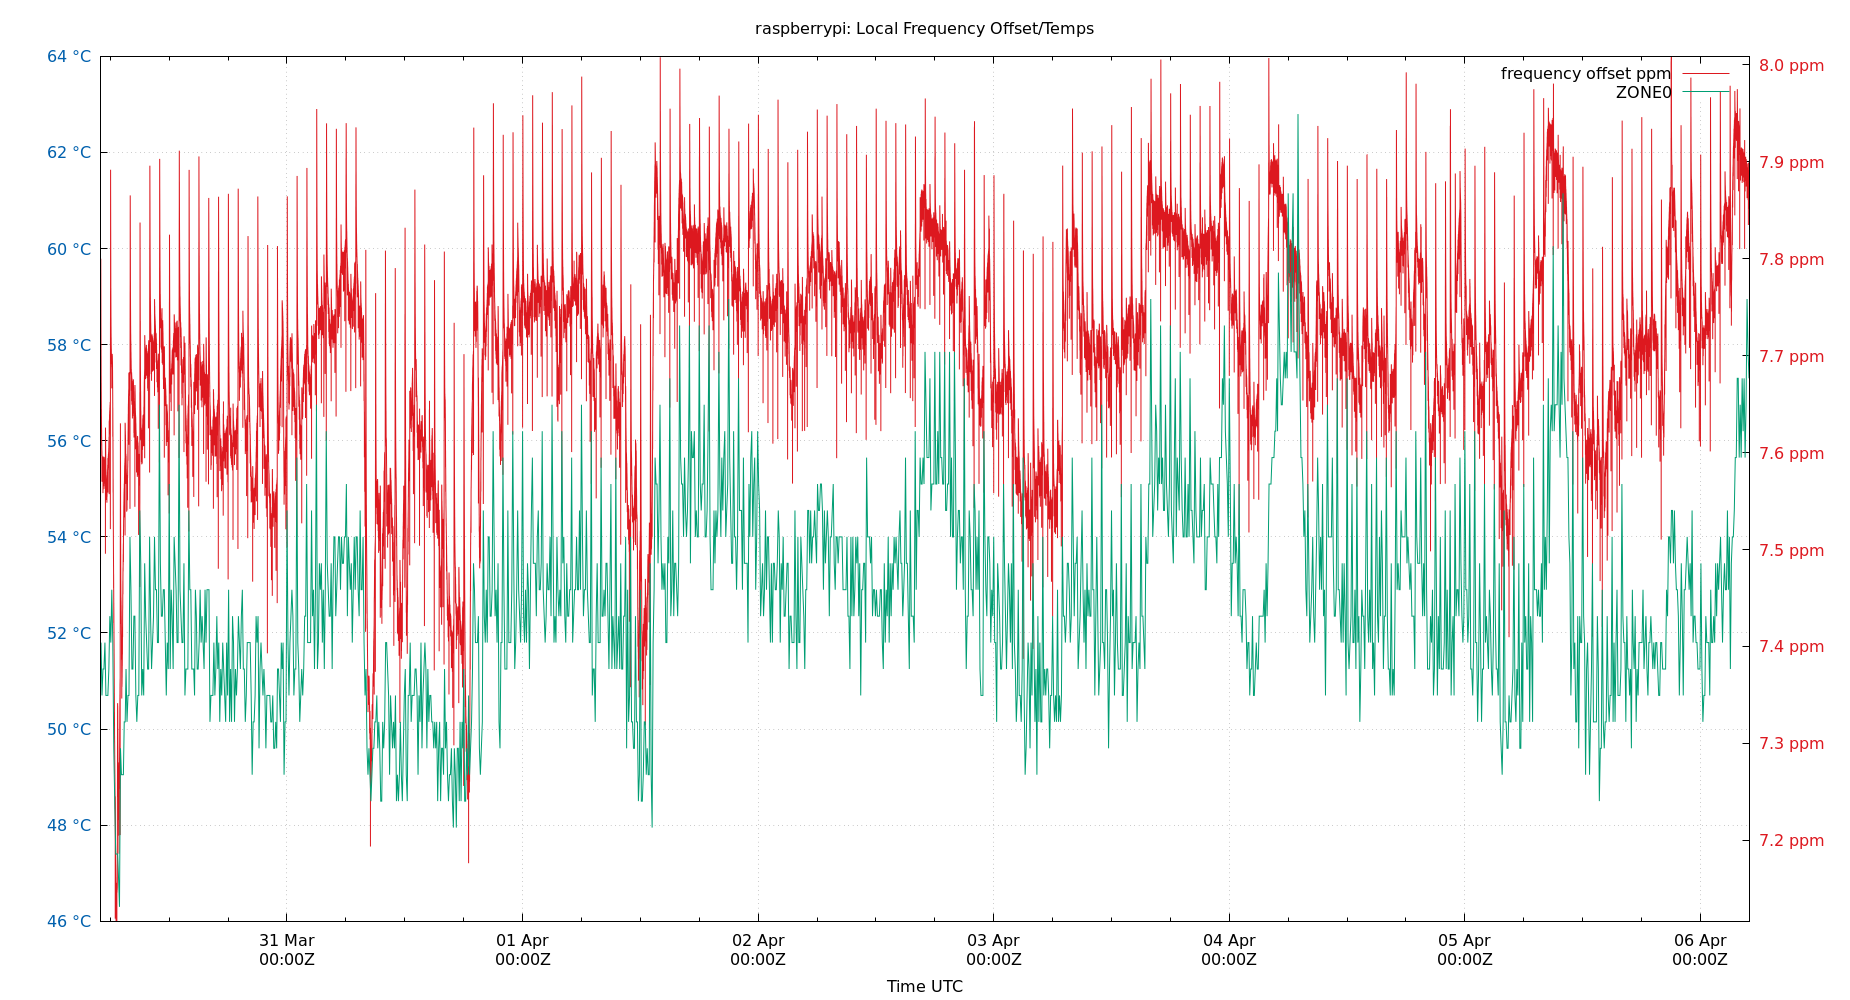 raspberrypi: Local Frequency Offset/Temps
frequency offset ppm
ZONE0
64 °C
62 °C
60 °C
58 °C
56 °C
54 °C
52 °C
50 °C
48 °C
46 °C
8.0 ppm
7.9 ppm
7.8 ppm
7.7 ppm
7.6 ppm
7.5 ppm
7.4 ppm
7.3 ppm
7.2 ppm
31 Mar
00:00Z
01 Apr
00:00Z
02 Apr
00:00Z
03 Apr
00:00Z
04 Apr
00:00Z
05 Apr
00:00Z
06 Apr
00:00Z
Time UTC